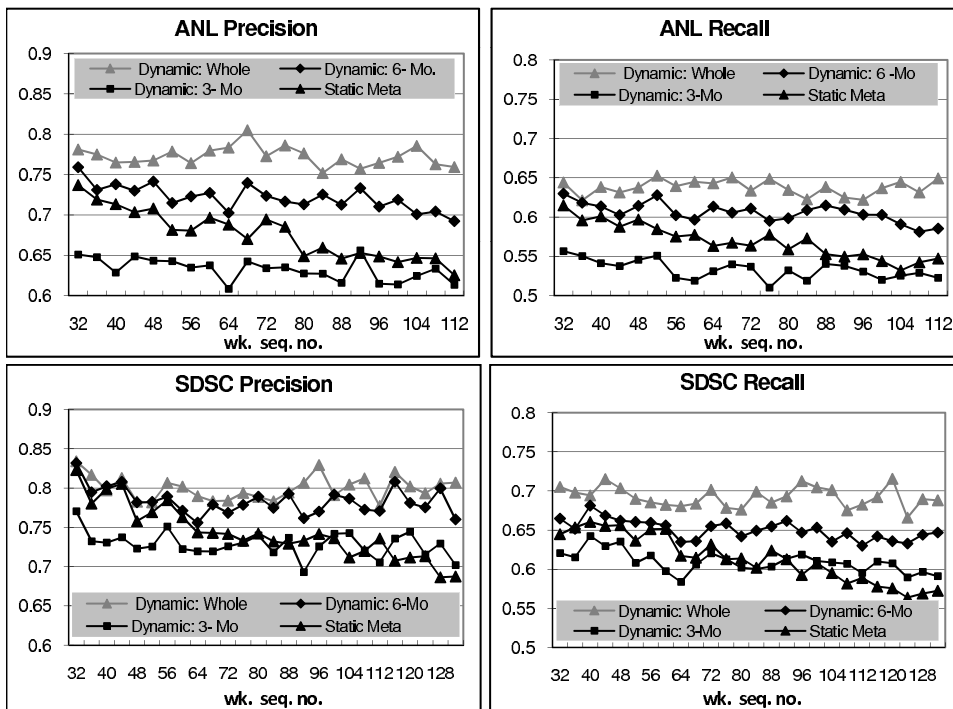 ANL Precision
0.9
0.85
0.8
0.75
0.7
0.65
0.6
Dynamic: Whole
Dynamic: 6- Mo.
Dynamic: 3- Mo
Static Meta
32 40 48 56 64 72 80 88 96 104 112
wk. seq. no.
ANL Recall
0.8
0.75
0.7
0.65
0.6
0.55
0.5
Dynamic: Whole
Dynamic: 6 -Mo
Dynamic: 3-Mo
Static Meta
32 40 48 56 64 72 80 88 96 104 112
wk. seq. no.
SDSC Precision
0.9
0.85
0.8
0.75
0.7
0.65
0.6
Dynamic: Whole
Dynamic: 6-Mo
Dynamic: 3- Mo
Static Meta
32 40 48 56 64 72 80 88 96 104 112 120 128
wk. seq. no.
SDSC Recall
0.8
0.7
0.6
0.55
0.5
Dynamic: Whole
Dynamic: 6-Mo
Dynamic: 3-Mo
Static Meta
32 40 48 56 64 72 80 88 96 104 112 120 128
wk. seq. no.